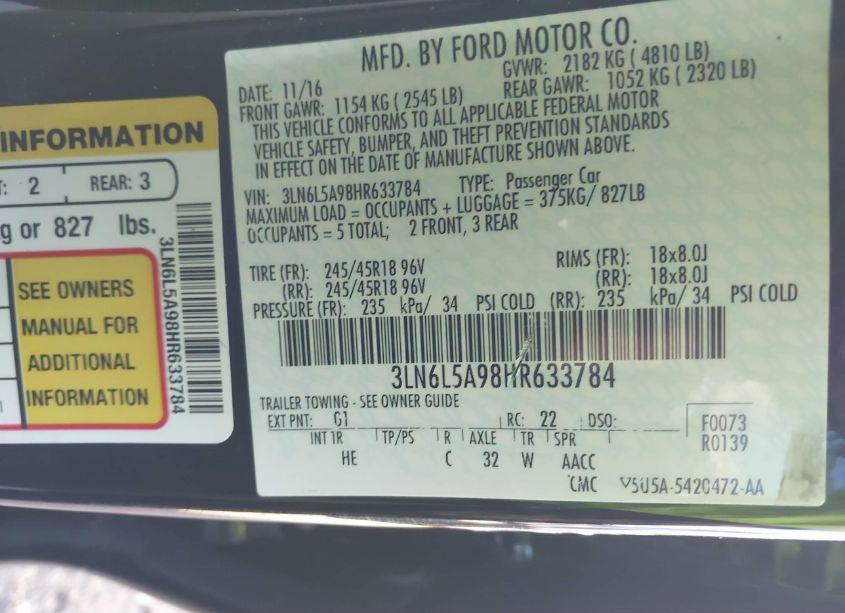 INFORMATION
2 REAR: 3
g or 827 lbs.
SEE OWNERS
MANUAL FOR
ADDITIONAL
INFORMATION
3LN6L5A98HR633784
MFD. BY FORD MOTOR CO.
DATE: 11/16 GVWR: 2182 KG ( 4810 LB)
FRONT GAWR: 1154 KG ( 2545 LB) REAR GAWR: 1052 KG ( 2320 LB)
THIS VEHICLE CONFORMS TO ALL APPLICABLE FEDERAL MOTOR
VEHICLE SAFETY, BUMPER, AND THEFT PREVENTION STANDARDS
IN EFFECT ON THE DATE OF MANUFACTURE SHOWN ABOVE.
VIN: 3LN6L5A98HR633784 TYPE: Passenger Car
MAXIMUM LOAD = OCCUPANTS + LUGGAGE = 375KG/ 827LB
OCCUPANTS = 5 TOTAL; 2 FRONT, 3 REAR
TIRE (FR): 245/45R18 96V RIMS (FR): 18x8.0J
(RR): 245/45R18 96V (RR): 18x8.0J
PRESSURE (FR): 235 kPa/ 34 PSI COLD (RR): 235 kPa/ 34 PSI COLD
3LN6L5A98HR633784
TRAILER TOWING - SEE OWNER GUIDE
EXT PNT: G1 RC: 22 DSO: F0073
INT TR TP/PS R AXLE TR SPR R0139
HE C 32 W AACC
CMC 5U5A-5420472-AA